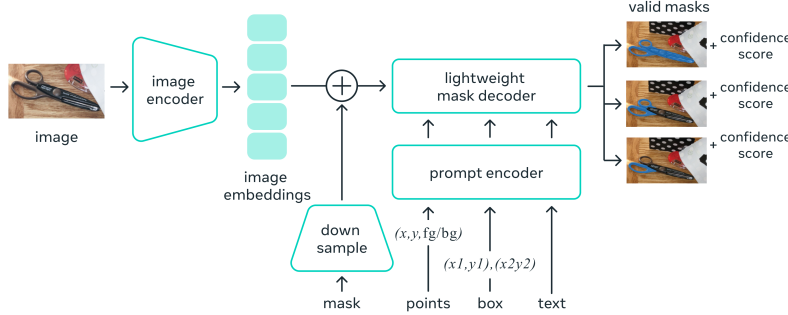 valid masks
+ confidence
score
image
encoder
lightweight
mask decoder
+ confidence
score
image
+ confidence
score
prompt encoder
image
embeddings
down
sample
(x,y,fg/bg)
(x1,y1),(x2y2)
mask
points
box
text